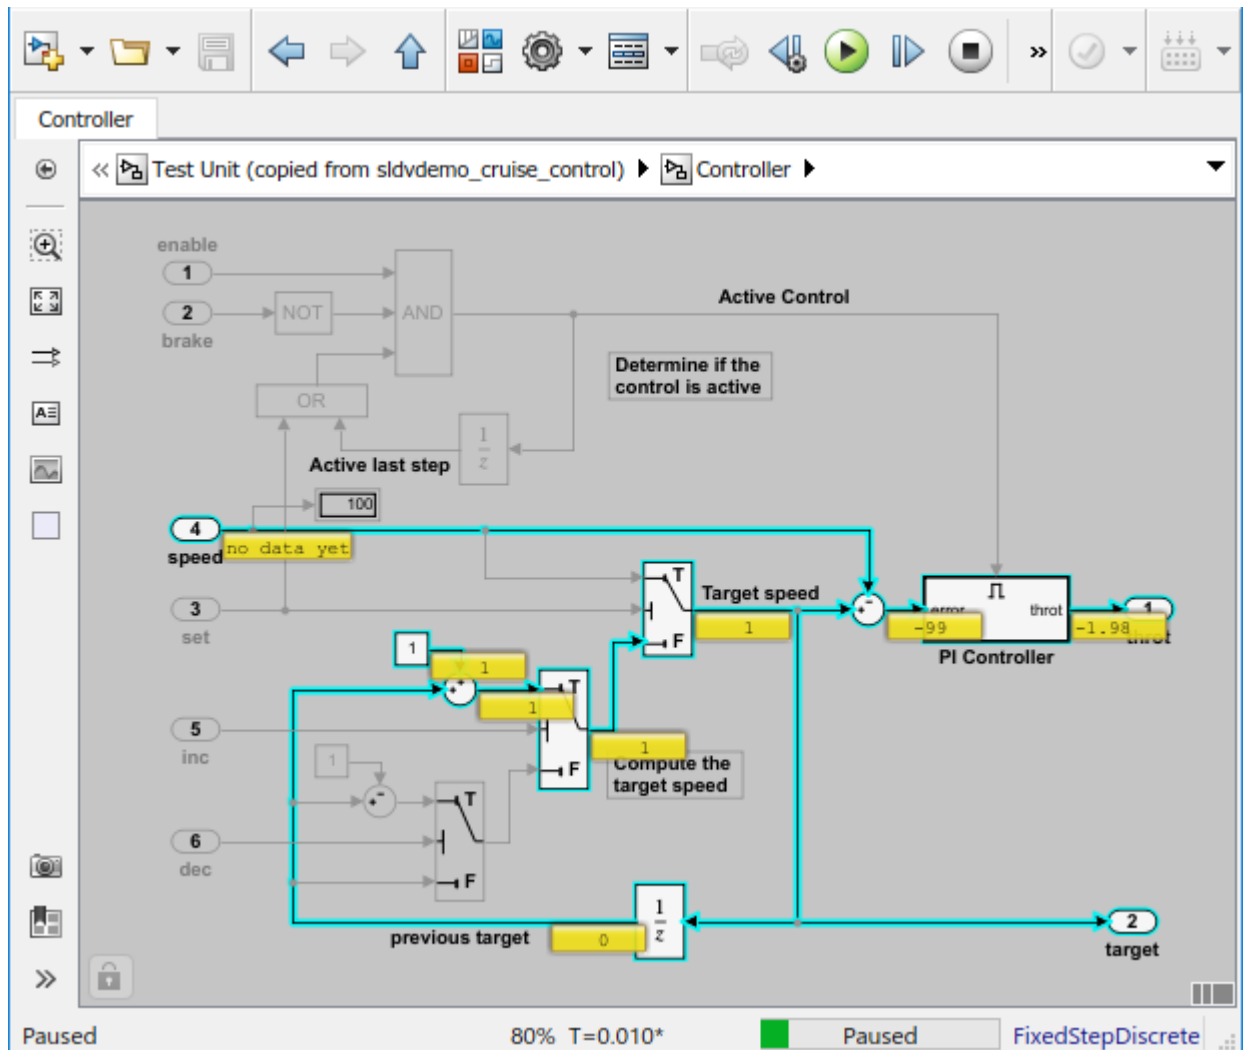 Controller
« Test Unit (copied from sldvdemo_cruise_control) Controller
enable
1
2
NOT
AND
brake
Active Control
Determine if the
control is active
OR
1
z
Active last step
100
4
no data yet
speed
T
F
Target speed
1
3
set
error
throt
-99
PI Controller
1
-1.98
throt
1
1
1
T
F
1
5
inc
Compute the
target speed
1
T
F
6
dec
1
z
previous target
0
2
target
Paused
80% T=0.010*
Paused
FixedStepDiscrete